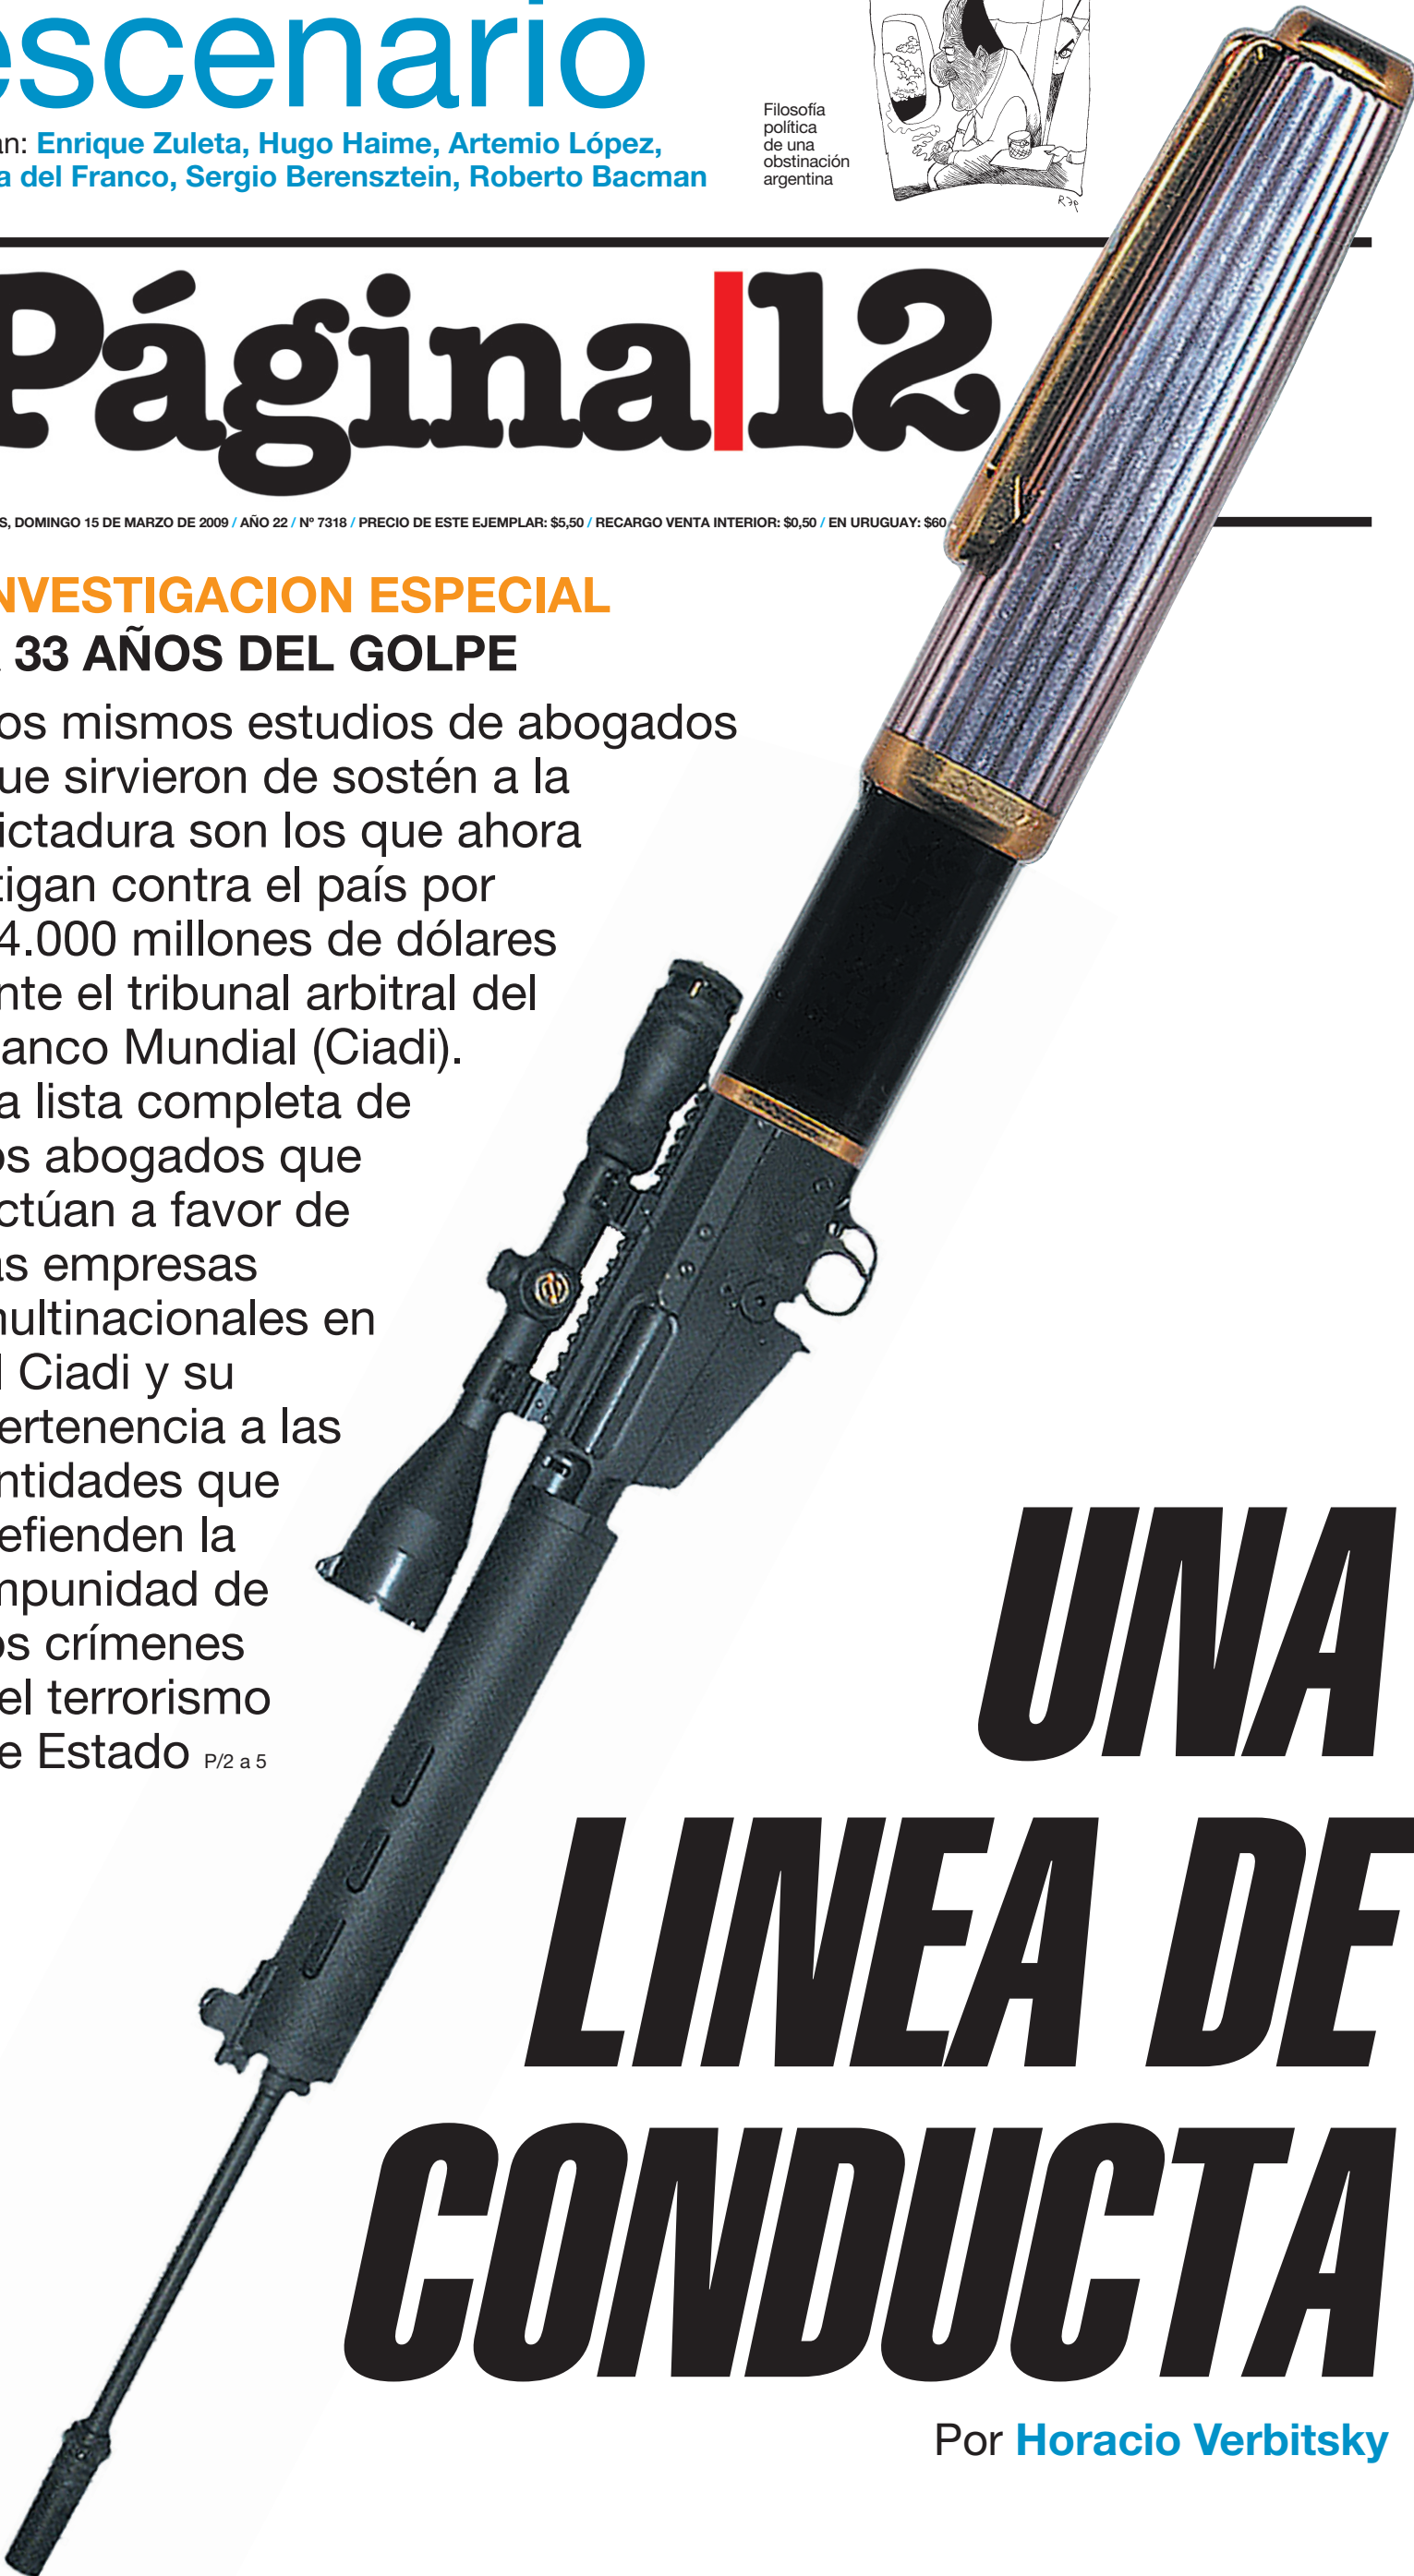 escenario
an: Enrique Zuleta, Hugo Haime, Artemio López,
a del Franco, Sergio Berensztein, Roberto Bacman
Filosofía
política
de una
obstinación
argentina
REP
Página|12
S, DOMINGO 15 DE MARZO DE 2009 / AÑO 22 / Nº 7318 / PRECIO DE ESTE EJEMPLAR: $5,50 / RECARGO VENTA INTERIOR: $0,50 / EN URUGUAY: $60
NVESTIGACION ESPECIAL
A 33 AÑOS DEL GOLPE
os mismos estudios de abogados
ue sirvieron de sostén a la
ictadura son los que ahora
tigan contra el país por
4.000 millones de dólares
nte el tribunal arbitral del
anco Mundial (Ciadi).
a lista completa de
os abogados que
ctúan a favor de
as empresas
multinacionales en
l Ciadi y su
ertenencia a las
ntidades que
efienden la
mpunidad de
os crímenes
el terrorismo
e Estado P/2 a 5
UNA
LINEA DE
CONDUCTA
Por Horacio Verbitsky